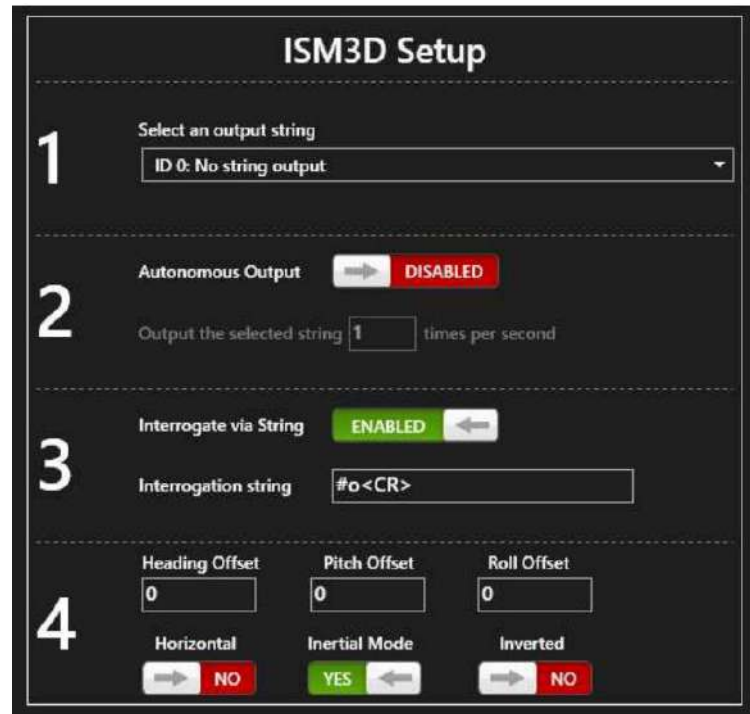 ISM3D Setup
1
Select an output string
ID 0: No string output
2
Autonomous Output DISABLED
Output the selected string 1 times per second
3
Interrogate via String ENABLED
Interrogation string #o<CR>
4
Heading Offset Pitch Offset Roll Offset
0 0 0
Horizontal Inertial Mode Inverted
NO YES NO